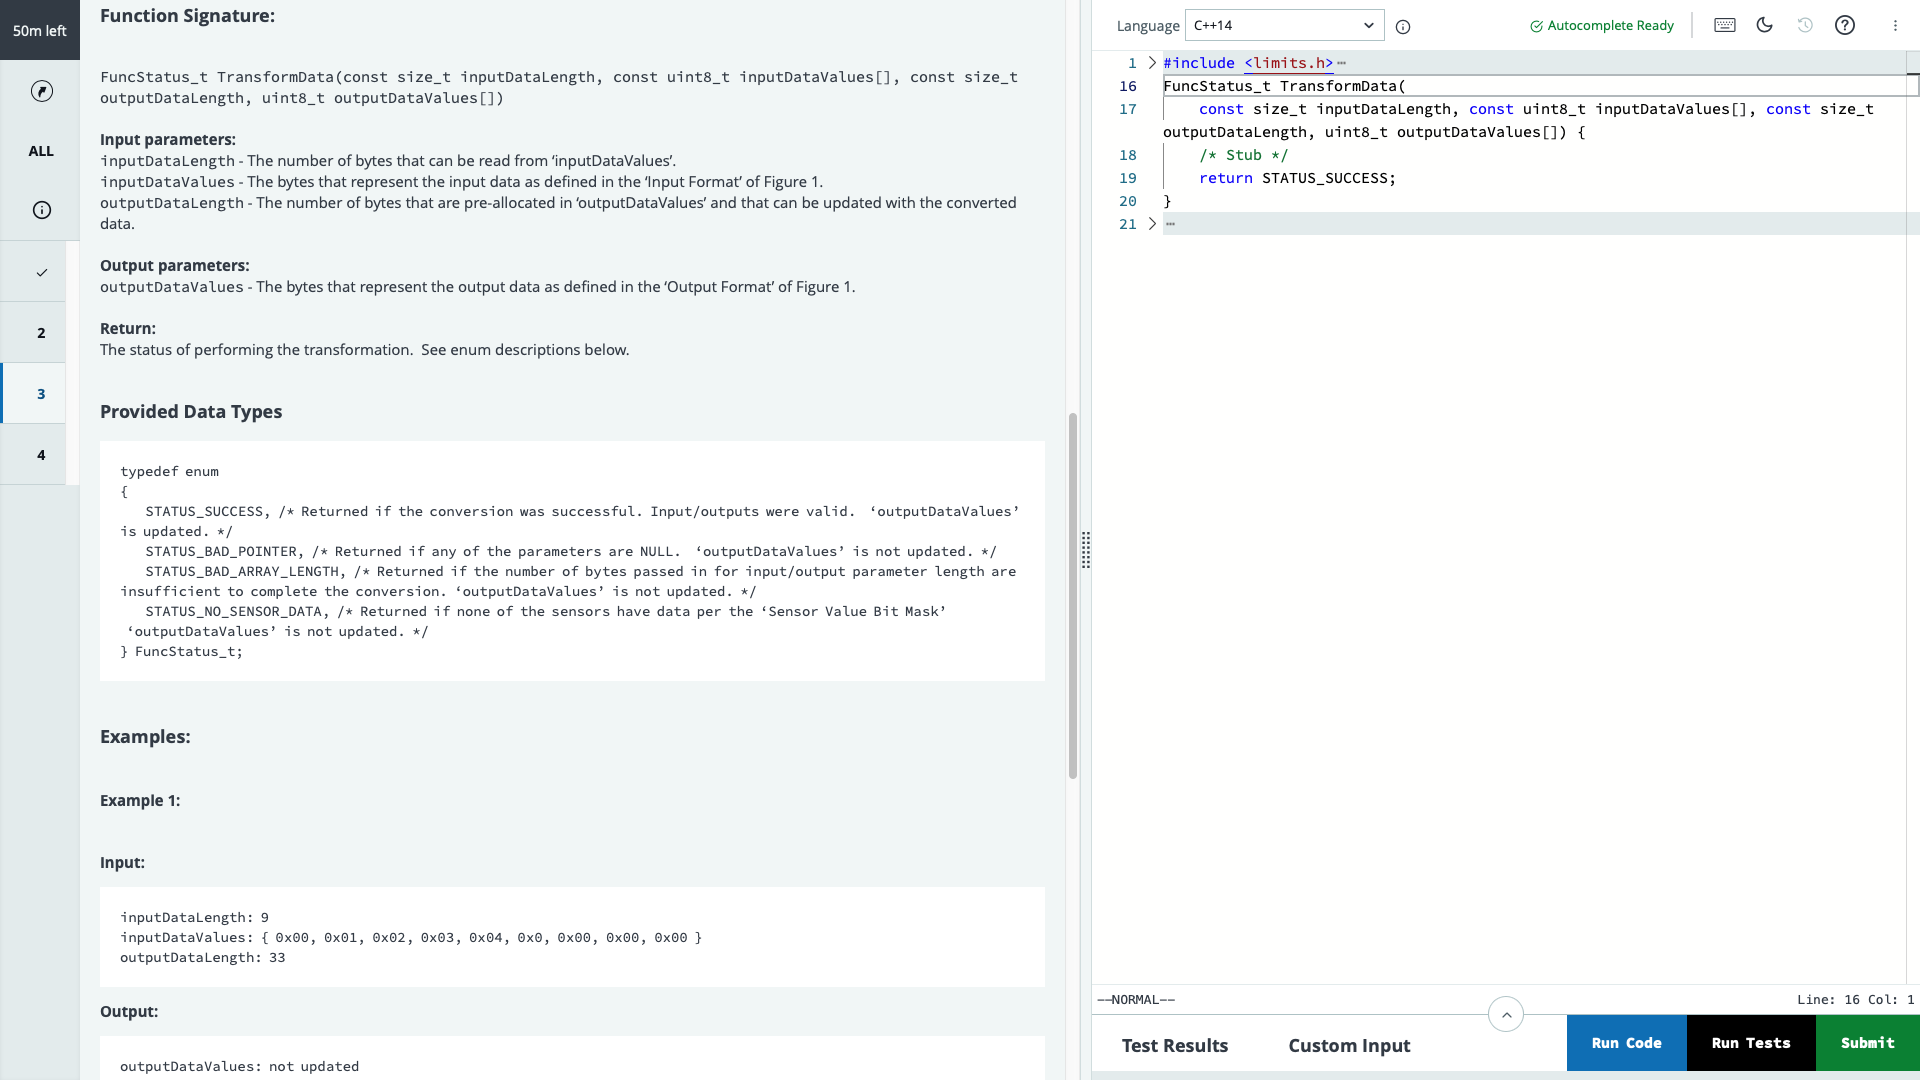 50m left
ALL
2
3
4
Function Signature:
FuncStatus_t TransformData(const size_t inputDataLength, const uint8_t inputDataValues[], const size_t
outputDataLength, uint8_t outputDataValues[])
Input parameters:
inputDataLength - The number of bytes that can be read from ‘inputDataValues’.
inputDataValues - The bytes that represent the input data as defined in the ‘Input Format’ of Figure 1.
outputDataLength - The number of bytes that are pre-allocated in ‘outputDataValues’ and that can be updated with the converted
data.
Output parameters:
outputDataValues - The bytes that represent the output data as defined in the ‘Output Format’ of Figure 1.
Return:
The status of performing the transformation.  See enum descriptions below.
Provided Data Types
typedef enum
{
   STATUS_SUCCESS, /* Returned if the conversion was successful. Input/outputs were valid.  ‘outputDataValues’
is updated. */
   STATUS_BAD_POINTER, /* Returned if any of the parameters are NULL.  ‘outputDataValues’ is not updated. */
   STATUS_BAD_ARRAY_LENGTH, /* Returned if the number of bytes passed in for input/output parameter length are
insufficient to complete the conversion. ‘outputDataValues’ is not updated. */
   STATUS_NO_SENSOR_DATA, /* Returned if none of the sensors have data per the ‘Sensor Value Bit Mask’
 ‘outputDataValues’ is not updated. */
} FuncStatus_t;
Examples:
Example 1:
Input:
inputDataLength: 9
inputDataValues: { 0x00, 0x01, 0x02, 0x03, 0x04, 0x0, 0x00, 0x00, 0x00 }
outputDataLength: 33
Output:
outputDataValues: not updated
Language C++14 Autocomplete Ready
1 #include <limits.h>
16 FuncStatus_t TransformData(
17     const size_t inputDataLength, const uint8_t inputDataValues[], const size_t
outputDataLength, uint8_t outputDataValues[]) {
18     /* Stub */
19     return STATUS_SUCCESS;
20 }
21
--NORMAL-- Line: 16 Col: 1
Test Results Custom Input Run Code Run Tests Submit